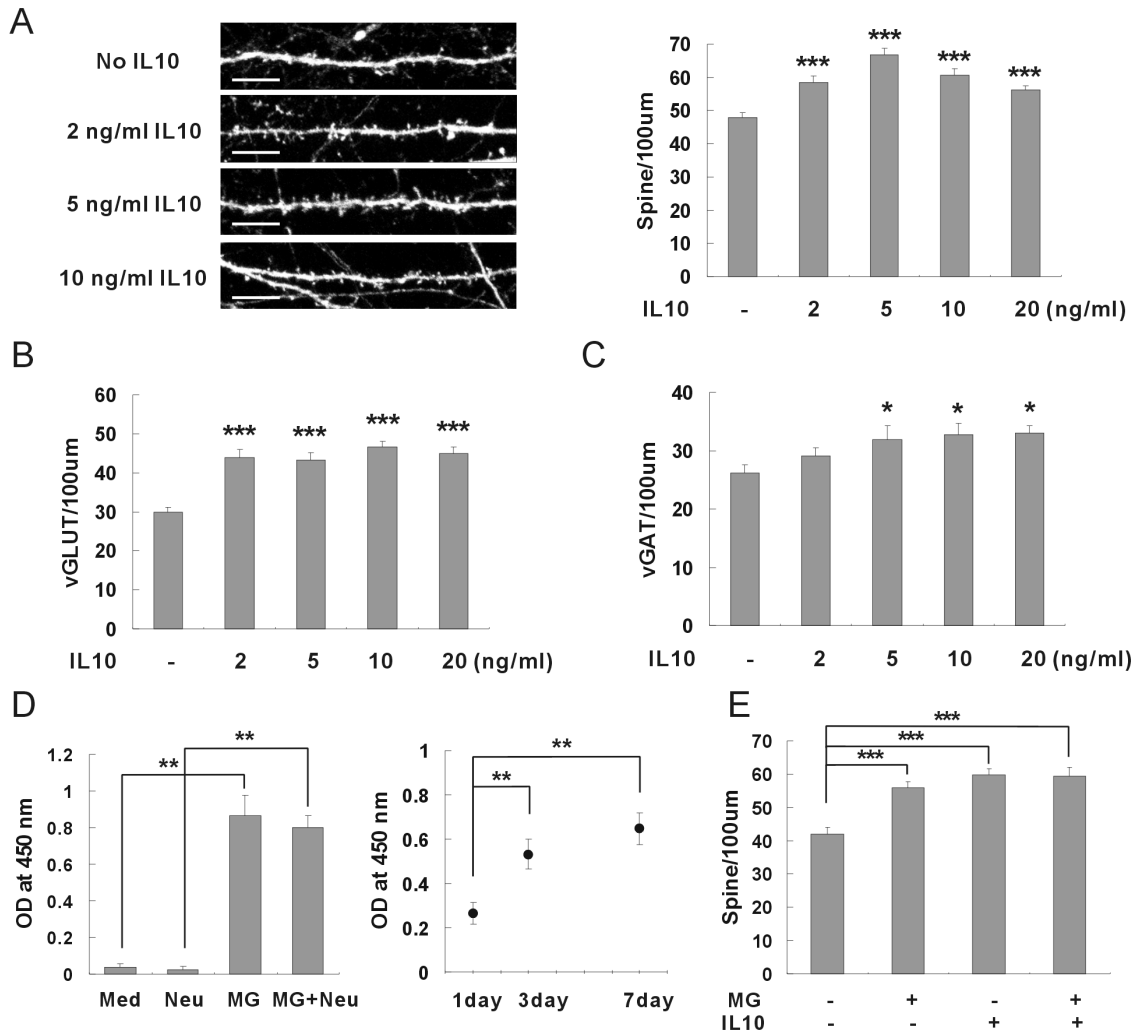 A
No IL10
2 ng/ml IL10
5 ng/ml IL10
10 ng/ml IL10
Spine/100um
70
60
50
40
30
20
10
0
***
***
***
***
IL10 - 2 5 10 20 (ng/ml)
B
vGLUT/100um
60
50
40
30
20
10
0
*** *** *** ***
IL10 - 2 5 10 20 (ng/ml)
C
vGAT/100um
40
30
20
10
0
* * *
IL10 - 2 5 10 20 (ng/ml)
D
OD at 450 nm
1.2
1
0.8
0.6
0.4
0.2
0
**
**
Med Neu MG MG+Neu
OD at 450 nm
1
0.8
0.6
0.4
0.2
0
**
**
1day 3day 7day
E
Spine/100um
70
60
50
40
30
20
10
0
***
***
***
MG - + - +
IL10 - - + +